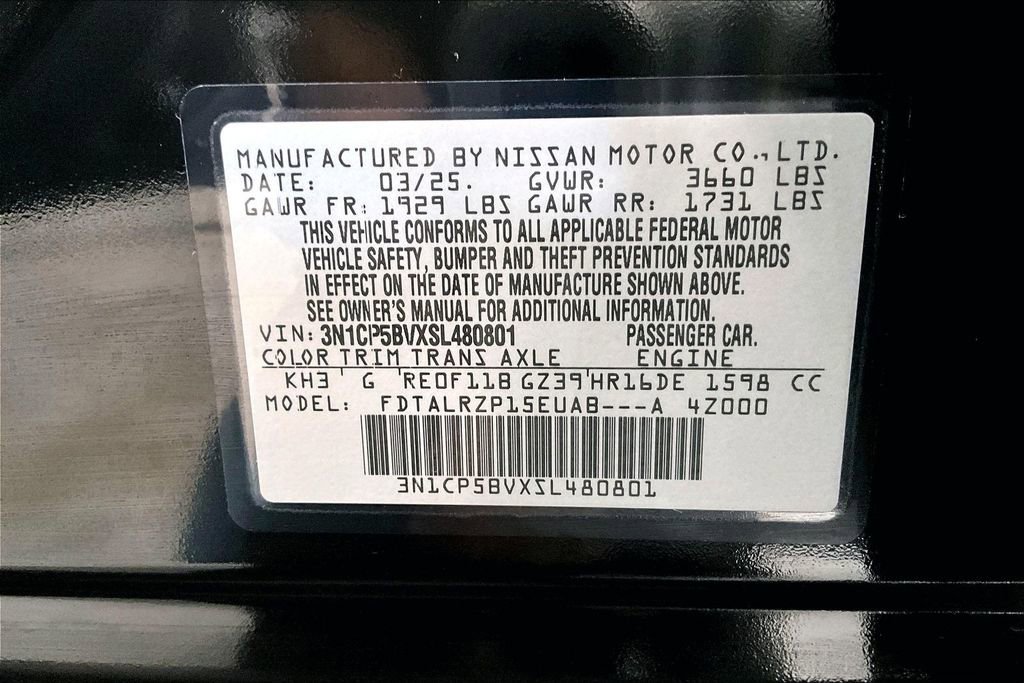 MANUFACTURED BY NISSAN MOTOR CO.,LTD.
DATE: 03/25. GVWR: 3660 LBS
GAWR FR: 1929 LBS GAWR RR: 1731 LBS
THIS VEHICLE CONFORMS TO ALL APPLICABLE FEDERAL MOTOR
VEHICLE SAFETY, BUMPER AND THEFT PREVENTION STANDARDS
IN EFFECT ON THE DATE OF MANUFACTURE SHOWN ABOVE.
SEE OWNER'S MANUAL FOR ADDITIONAL INFORMATION.
VIN: 3N1CP5BVXSL480801 PASSENGER CAR.
COLOR TRIM TRANS AXLE ENGINE
KH3 G RE0F11B GZ39 HR16DE 1598 CC
MODEL: FDTALRZP15EUAB---A 4Z000
3N1CP5BVXSL480801